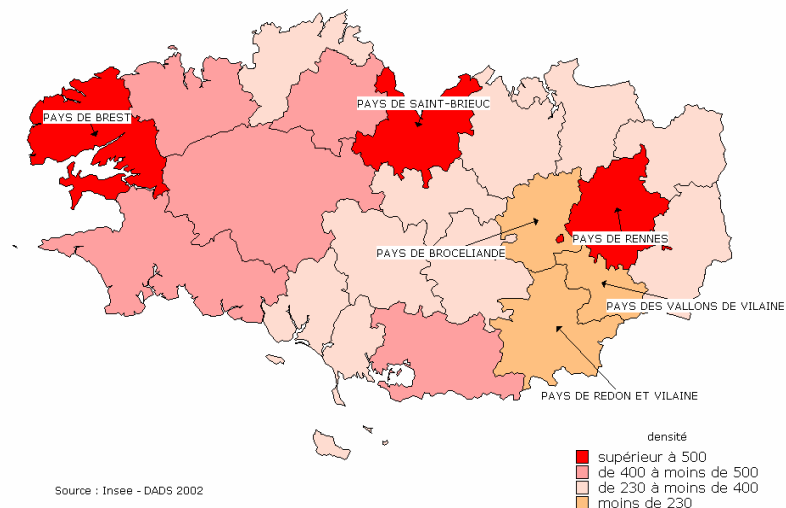 PAYS DE SAINT-BRIEUC
PAYS DE BREST
PAYS DE RENNES
PAYS DE BROCELIANDE
PAYS DES VALLONS DE VILAINE
PAYS DE REDON ET VILAINE
densité
supérieur à 500
de 400 à moins de 500
de 230 à moins de 400
moins de 230
Source : Insee - DADS 2002